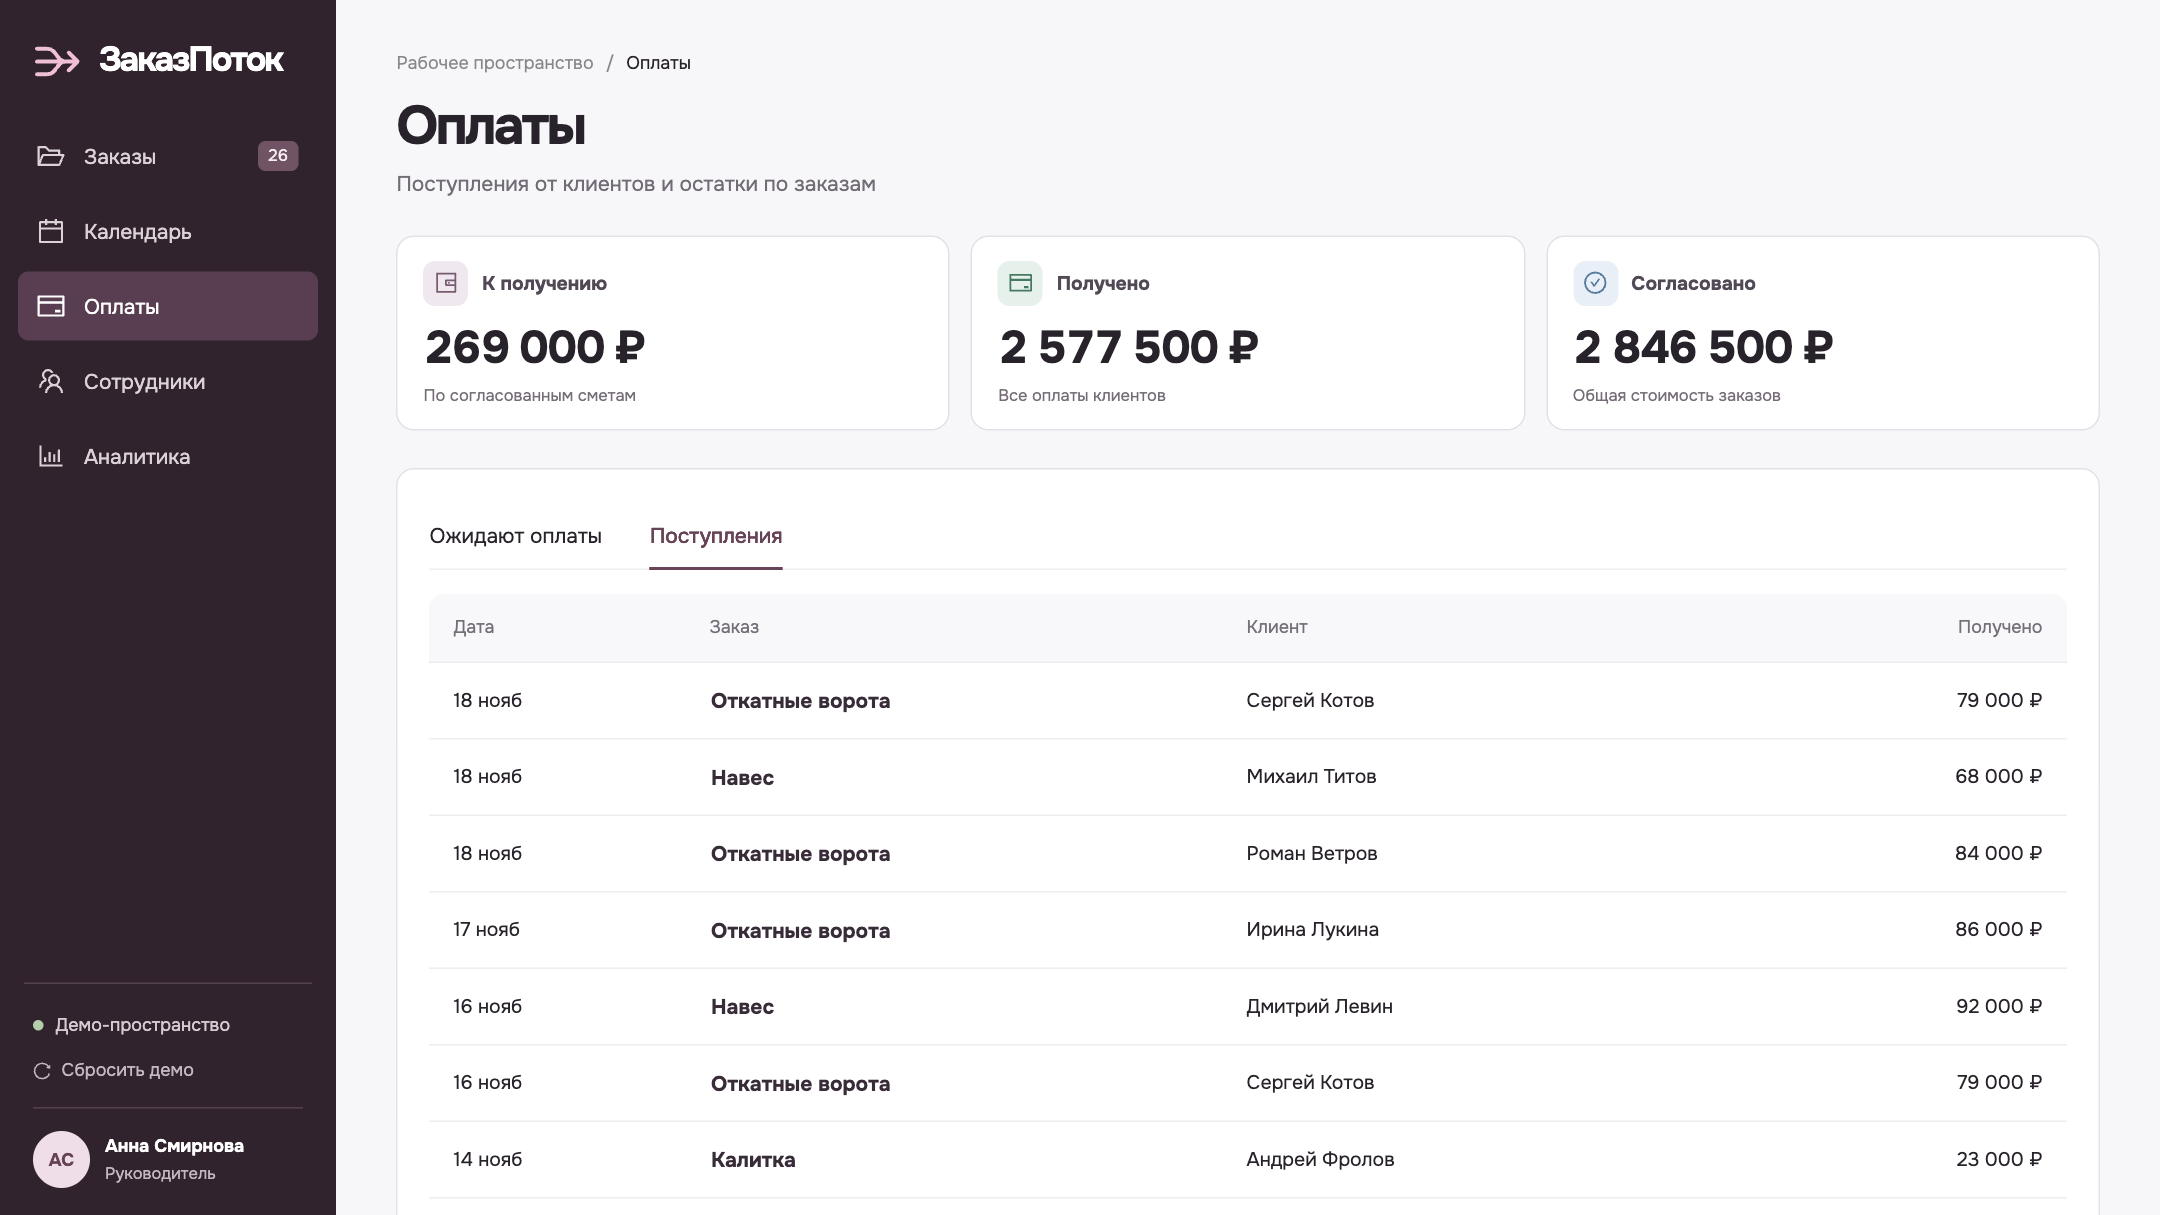 ЗаказПоток
Заказы 26
Календарь
Оплаты
Сотрудники
Аналитика
Демо-пространство
Сбросить демо
АС
Анна Смирнова
Руководитель
Рабочее пространство / Оплаты
Оплаты
Поступления от клиентов и остатки по заказам
К получению
269 000 ₽
По согласованным сметам
Получено
2 577 500 ₽
Все оплаты клиентов
Согласовано
2 846 500 ₽
Общая стоимость заказов
Ожидают оплаты Поступления
Дата Заказ Клиент Получено
18 нояб Откатные ворота Сергей Котов 79 000 ₽
18 нояб Навес Михаил Титов 68 000 ₽
18 нояб Откатные ворота Роман Ветров 84 000 ₽
17 нояб Откатные ворота Ирина Лукина 86 000 ₽
16 нояб Навес Дмитрий Левин 92 000 ₽
16 нояб Откатные ворота Сергей Котов 79 000 ₽
14 нояб Калитка Андрей Фролов 23 000 ₽